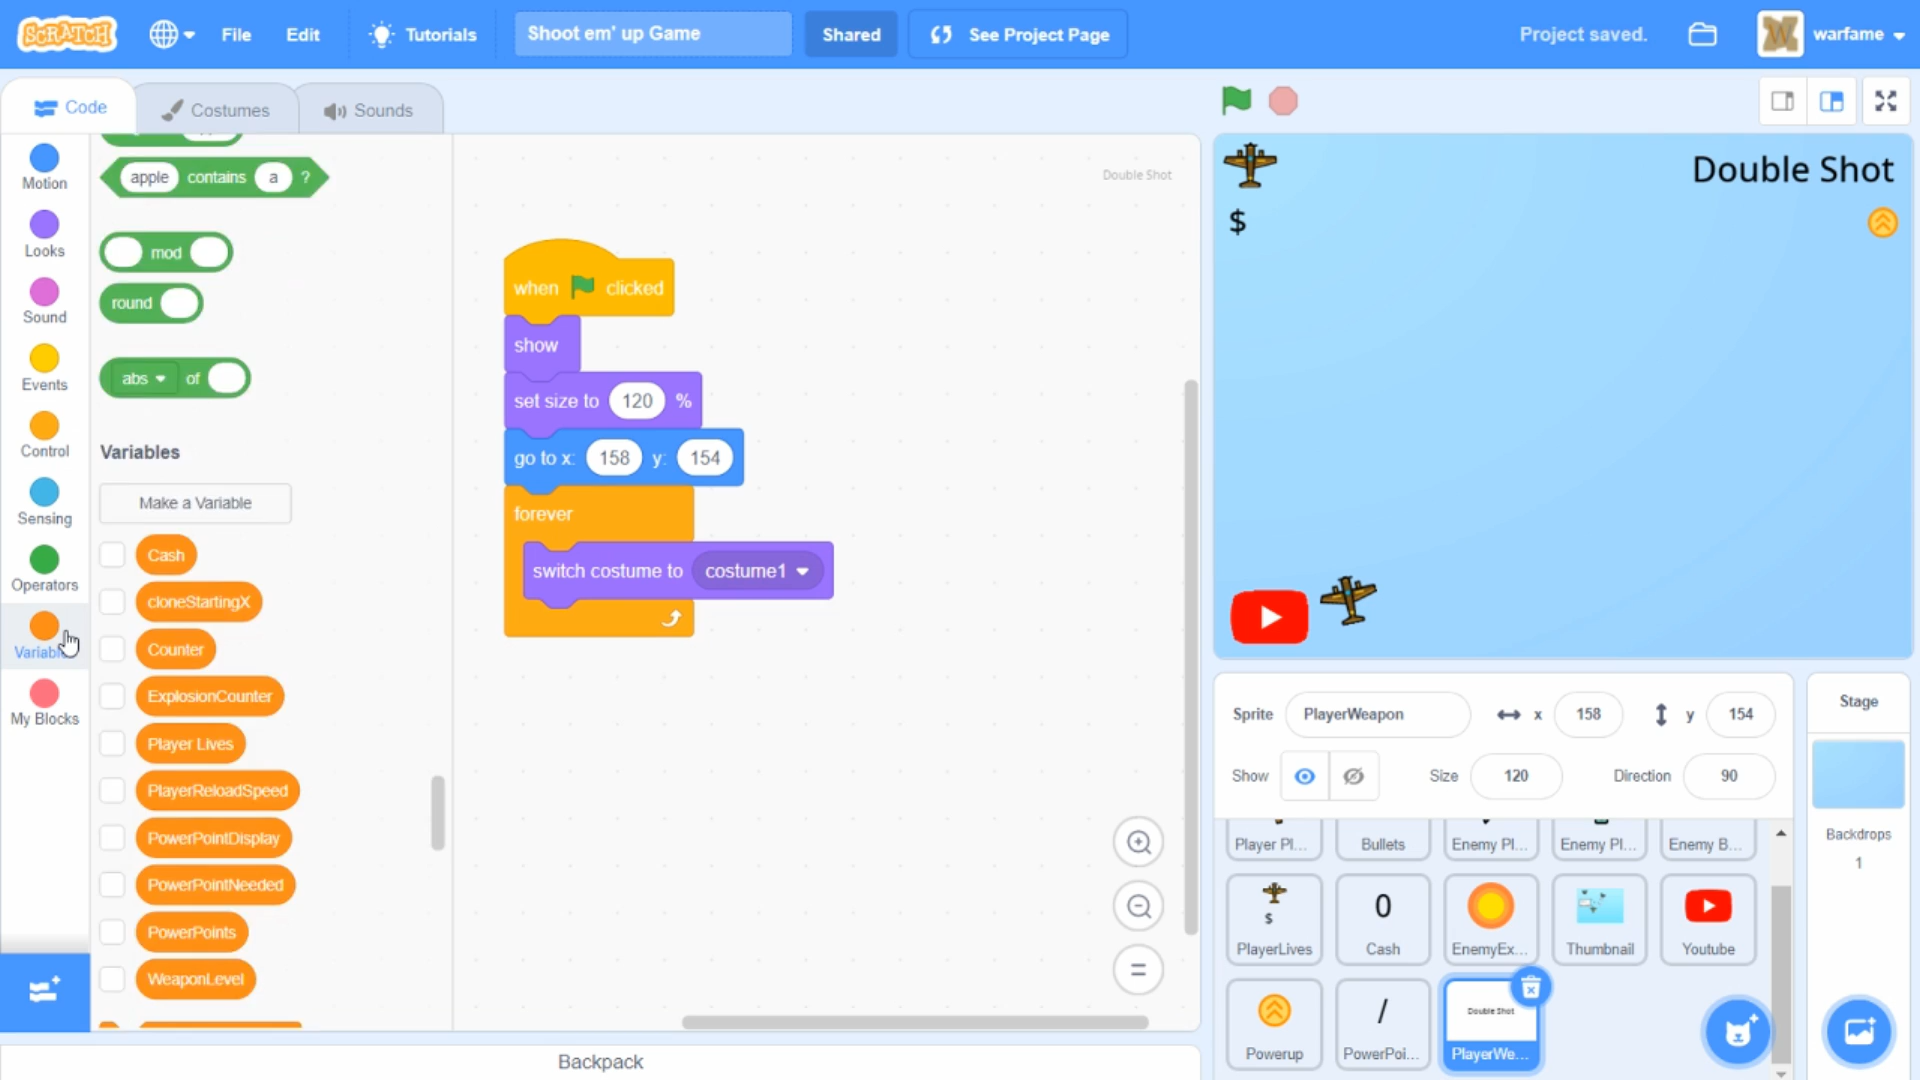 SCRATCH File Edit Tutorials Shoot em' up Game Shared See Project Page Project saved. warfame
Code Costumes Sounds
Motion
Looks
Sound
Events
Control
Sensing
Operators
My Blocks
apple contains a ?
mod
round
abs of
Variables
Make a Variable
Cash
cloneStartingX
Counter
ExplosionCounter
Player Lives
PlayerReloadSpeed
PowerPointDisplay
PowerPointNeeded
PowerPoints
WeaponLevel
Double Shot
when clicked
show
set size to 120 %
go to x: 158 y: 154
forever
switch costume to costume1
Backpack
Double Shot
$
Sprite PlayerWeapon x 158 y 154
Show Size 120 Direction 90
Player Pl... Bullets Enemy Pl... Enemy Pl... Enemy B...
$ 0
PlayerLives Cash EnemyEx... Thumbnail Youtube
/ Double Shot
Powerup PowerPoi... PlayerWe...
Stage
Backdrops
1